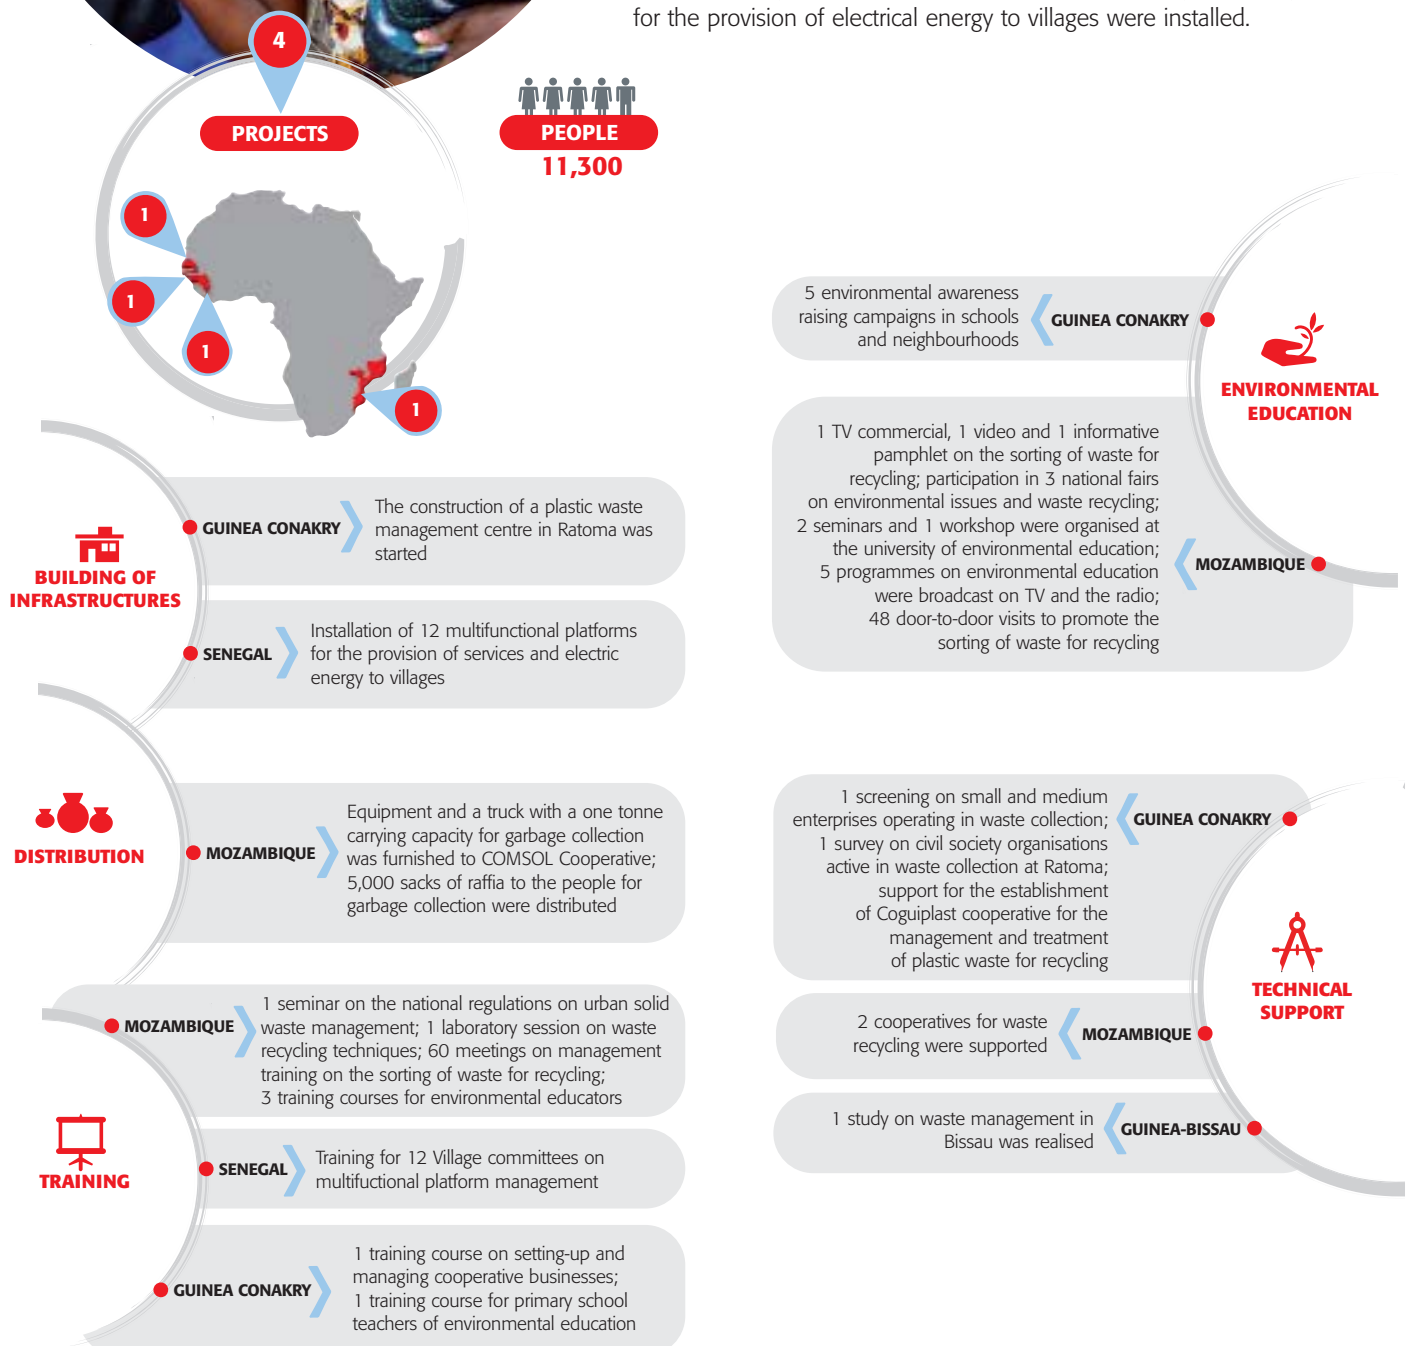 for the provision of electrical energy to villages were installed.
4
PROJECTS
PEOPLE
11,300
1
1
1
1
BUILDING OF
INFRASTRUCTURES
GUINEA CONAKRY
The construction of a plastic waste
management centre in Ratoma was
started
SENEGAL
Installation of 12 multifunctional platforms
for the provision of services and electric
energy to villages
DISTRIBUTION
MOZAMBIQUE
Equipment and a truck with a one tonne
carrying capacity for garbage collection
was furnished to COMSOL Cooperative;
5,000 sacks of raffia to the people for
garbage collection were distributed
TRAINING
MOZAMBIQUE
1 seminar on the national regulations on urban solid
waste management; 1 laboratory session on waste
recycling techniques; 60 meetings on management
training on the sorting of waste for recycling;
3 training courses for environmental educators
SENEGAL
Training for 12 Village committees on
multifuctional platform management
GUINEA CONAKRY
1 training course on setting-up and
managing cooperative businesses;
1 training course for primary school
teachers of environmental education
ENVIRONMENTAL
EDUCATION
5 environmental awareness
raising campaigns in schools
and neighbourhoods
GUINEA CONAKRY
1 TV commercial, 1 video and 1 informative
pamphlet on the sorting of waste for
recycling; participation in 3 national fairs
on environmental issues and waste recycling;
2 seminars and 1 workshop were organised at
the university of environmental education;
5 programmes on environmental education
were broadcast on TV and the radio;
48 door-to-door visits to promote the
sorting of waste for recycling
MOZAMBIQUE
TECHNICAL
SUPPORT
1 screening on small and medium
enterprises operating in waste collection;
1 survey on civil society organisations
active in waste collection at Ratoma;
support for the establishment
of Coguiplast cooperative for the
management and treatment
of plastic waste for recycling
GUINEA CONAKRY
2 cooperatives for waste
recycling were supported
MOZAMBIQUE
1 study on waste management in
Bissau was realised
GUINEA-BISSAU